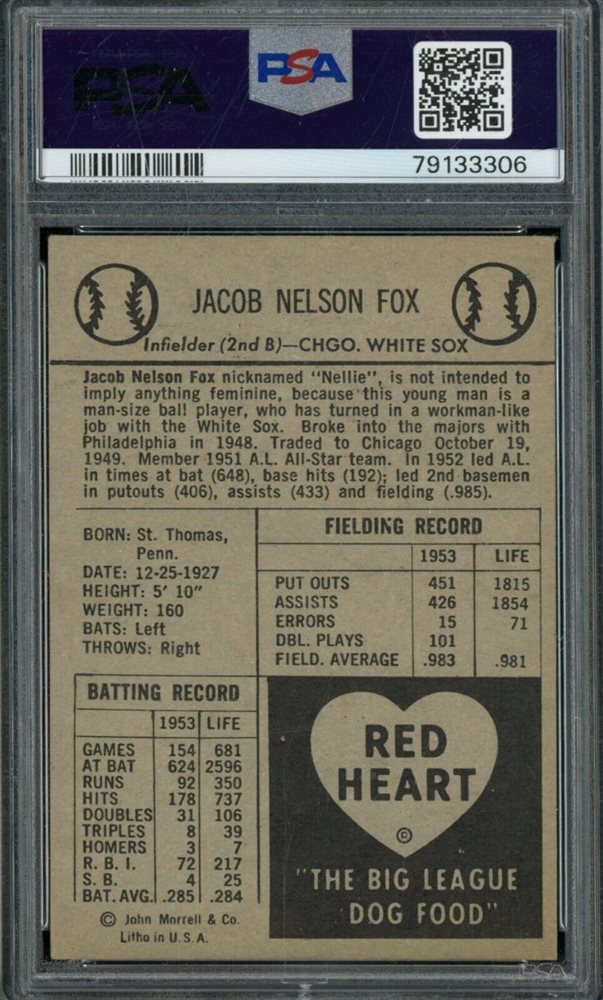 PSA
PSA
79133306
JACOB NELSON FOX
Infielder (2nd B)—CHGO. WHITE SOX
Jacob Nelson Fox nicknamed "Nellie", is not intended to
imply anything feminine, because this young man is a
man-size ball player, who has turned in a workman-like
job with the White Sox. Broke into the majors with
Philadelphia in 1948. Traded to Chicago October 19,
1949. Member 1951 A.L. All-Star team. In 1952 led A.L.
in times at bat (648), base hits (192); led 2nd basemen
in putouts (406), assists (433) and fielding (.985).
BORN: St. Thomas,
Penn.
DATE: 12-25-1927
HEIGHT: 5' 10"
WEIGHT: 160
BATS: Left
THROWS: Right
FIELDING RECORD
1953 LIFE
PUT OUTS 451 1815
ASSISTS 426 1854
ERRORS 15 71
DBL. PLAYS 101
FIELD. AVERAGE .983 .981
BATTING RECORD
1953 LIFE
GAMES 154 681
AT BAT 624 2596
RUNS 92 350
HITS 178 737
DOUBLES 31 106
TRIPLES 8 39
HOMERS 3 7
R. B. I. 72 217
S. B. 4 25
BAT. AVG. .285 .284
© John Morrell & Co.
Litho in U.S.A.
RED
HEART
©
"THE BIG LEAGUE
DOG FOOD"
PSA